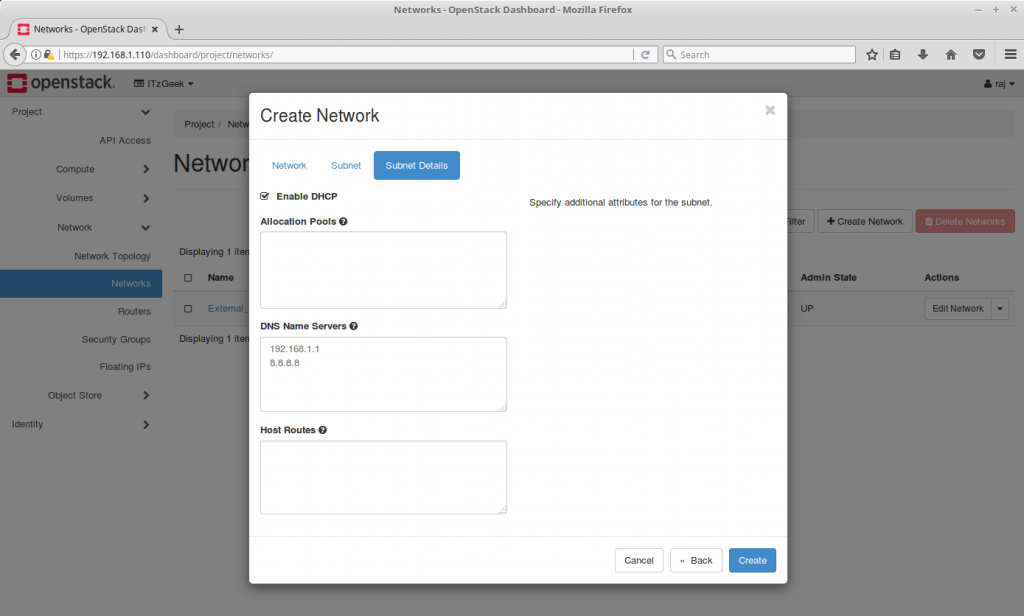 Networks - OpenStack Dashboard - Mozilla Firefox
Networks - OpenStack Dash
https://192.168.1.110/dashboard/project/networks/
Search
openstack.
ITzGeek
raj
Project
API Access
Compute
Volumes
Network
Network Topology
Networks
Routers
Security Groups
Floating IPs
Object Store
Identity
Project / Netw
Networ
Filter
+ Create Network
Delete Networks
Displaying 1 item
Name
Admin State
Actions
External_
UP
Edit Network
Displaying 1 item
Create Network
×
Network
Subnet
Subnet Details
Enable DHCP
Specify additional attributes for the subnet.
Allocation Pools
DNS Name Servers
192.168.1.1
8.8.8.8
Host Routes
Cancel
« Back
Create